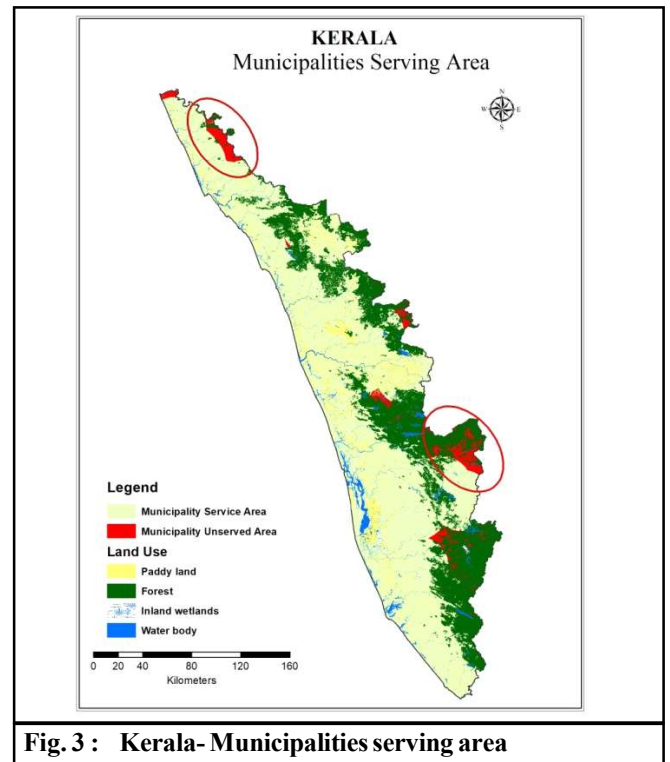 KERALA
Municipalities Serving Area
N
W E
S
Legend
Municipality Service Area
Municipality Unserved Area
Land Use
Paddy land
Forest
Inland wetlands
Water body
0 20 40 80 120 160
Kilometers
Fig. 3 : Kerala- Municipalities serving area